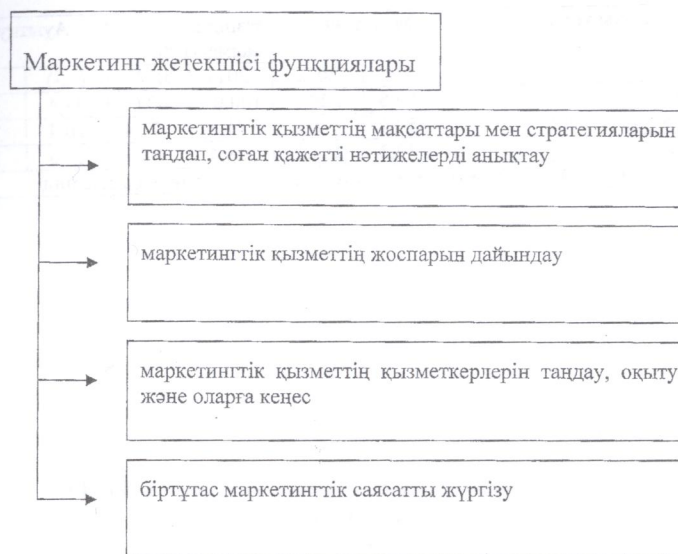 Маркетинг жетекшісі функциялары
маркетингтік қызметтің мақсаттары мен стратегияларын
таңдап, соған қажетті нәтижелерді анықтау
маркетингтік қызметтің жоспарын дайындау
маркетингтік қызметтің қызметкерлерін таңдау, оқыту
және оларға кеңес
біртұтас маркетингтік саясатты жүргізу